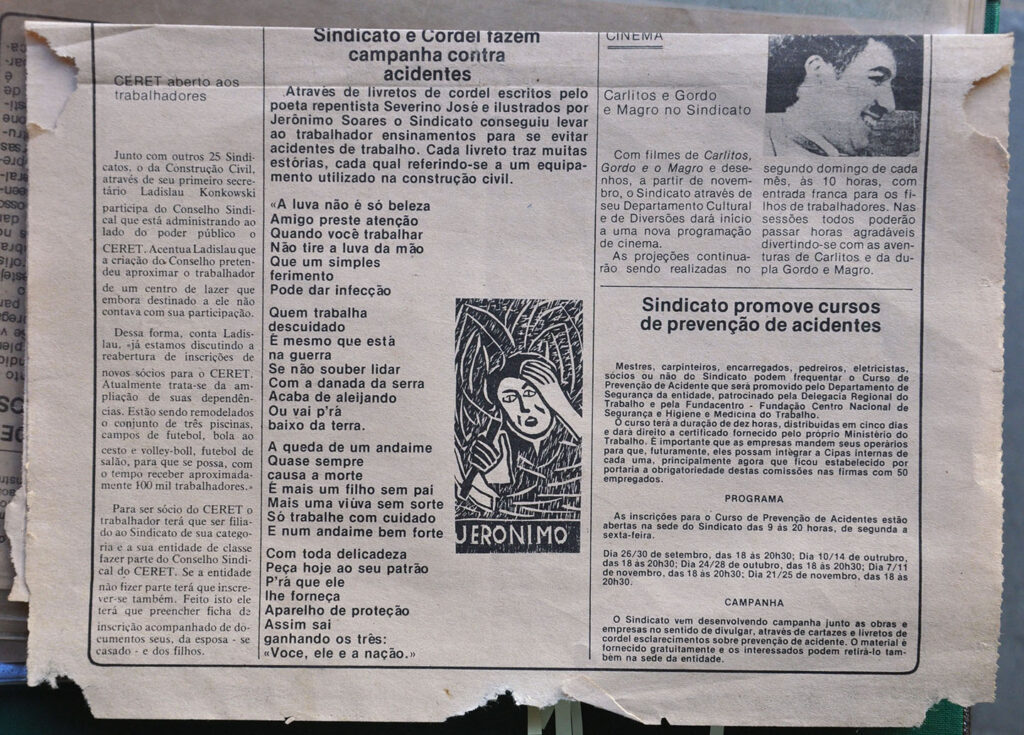 CERET aberto aos
trabalhadores
Junto com outros 25 Sindi-
catos, o da Construção Civil,
através de seu primeiro secre-
tário Ladislau Konkowski
participa do Conselho Sindi-
cal que está administrando ao
lado do poder público o
CERET. Acentua Ladislau que
a criação do Conselho preten-
deu aproximar o trabalhador
de um centro de lazer que
embora destinado a ele não
contava com sua participação.
Dessa forma, conta Ladis-
lau, «já estamos discutindo a
reabertura de inscrições de
novos sócios para o CERET.
Atualmente trata-se da am-
pliação de suas dependên-
cias. Estão sendo remodelados
o conjunto de três piscinas,
campos de futebol, bola ao
cesto e volley-boll, futebol de
salão, para que se possa, com
o tempo receber aproximada-
mente 100 mil trabalhadores.»
Para ser sócio do CERET o
trabalhador terá que ser filia-
do ao Sindicato de sua catego-
ria e a sua entidade de classe
fazer parte do Conselho Sindi-
cal do CERET. Se a entidade
não fizer parte terá que inscre-
ver-se também. Feito isto ele
terá que preencher ficha de
inscrição acompanhado de do-
cumentos seus, da esposa - se
casado - e dos filhos.
Sindicato e Cordel fazem
campanha contra
acidentes
Através de livretos de cordel escritos pelo
poeta repentista Severino José e ilustrados por
Jerônimo Soares o Sindicato conseguiu levar
ao trabalhador ensinamentos para se evitar
acidentes de trabalho. Cada livreto traz muitas
estórias, cada qual referindo-se a um equipa-
mento utilizado na construção civil.
«A luva não é só beleza
Amigo preste atenção
Quando você trabalhar
Não tire a luva da mão
Que um simples
ferimento
Pode dar infecção
Quem trabalha
descuidado
É mesmo que está
na guerra
Se não souber lidar
Com a danada da serra
Acaba de aleijando
Ou vai p'rá
baixo da terra.
A queda de um andaime
Quase sempre
causa a morte
É mais um filho sem pai
Mais uma viúva sem sorte
Só trabalhe com cuidado
E num andaime bem forte
Com toda delicadeza
Peça hoje ao seu patrão
P'rá que ele
lhe forneça
Aparelho de proteção
Assim sai
ganhando os três:
«Voce, ele e a nação.»
JERONIMO
CINEMA
Carlitos e Gordo
e Magro no Sindicato
Com filmes de Carlitos,
Gordo e o Magro e dese-
nhos, a partir de novem-
bro, o Sindicato através de
seu Departamento Cultural
e de Diversões dará início
a uma nova programação
de cinema.
As projeções continua-
rão sendo realizadas no
segundo domingo de cada
mês, às 10 horas, com
entrada franca para os fi-
lhos de trabalhadores. Nas
sessões todos poderão
passar horas agradáveis
divertindo-se com as aven-
turas de Carlitos e da du-
pla Gordo e Magro.
Sindicato promove cursos
de prevenção de acidentes
Mestres, carpinteiros, encarregados, pedreiros, eletricistas,
sócios ou não do Sindicato podem frequentar o Curso de
Prevenção de Acidente que será promovido pelo Departamento de
Segurança da entidade, patrocinado pela Delegacia Regional do
Trabalho e pela Fundacentro - Fundação Centro Nacional de
Segurança e Higiene e Medicina do Trabalho.
O curso terá a duração de dez horas, distribuídas em cinco dias
e dará direito a certificado fornecido pelo próprio Ministério do
Trabalho. É importante que as empresas mandem seus operários
para que, futuramente, eles possam integrar a Cipas internas de
cada uma, principalmente agora que ficou estabelecido por
portaria a obrigatoriedade destas comissões nas firmas com 50
empregados.
PROGRAMA
As inscrições para o Curso de Prevenção de Acidentes estão
abertas na sede do Sindicato das 9 às 20 horas, de segunda a
sexta-feira.
Dia 26/30 de setembro, das 18 às 20h30; Dia 10/14 de outrubro,
das 18 às 20h30; Dia 24/28 de outubro, das 18 às 20h30; Dia 7/11
de novembro, das 18 às 20h30; Dia 21/25 de novembro, das 18 às
20h30.
CAMPANHA
O Sindicato vem desenvolvendo campanha junto as obras e
empresas no sentido de divulgar, através de cartazes e livretos de
cordel esclarecimentos sobre prevenção de acidente. O material é
fornecido gratuitamente e os interessados podem retirá-lo tam-
bém na sede da entidade.